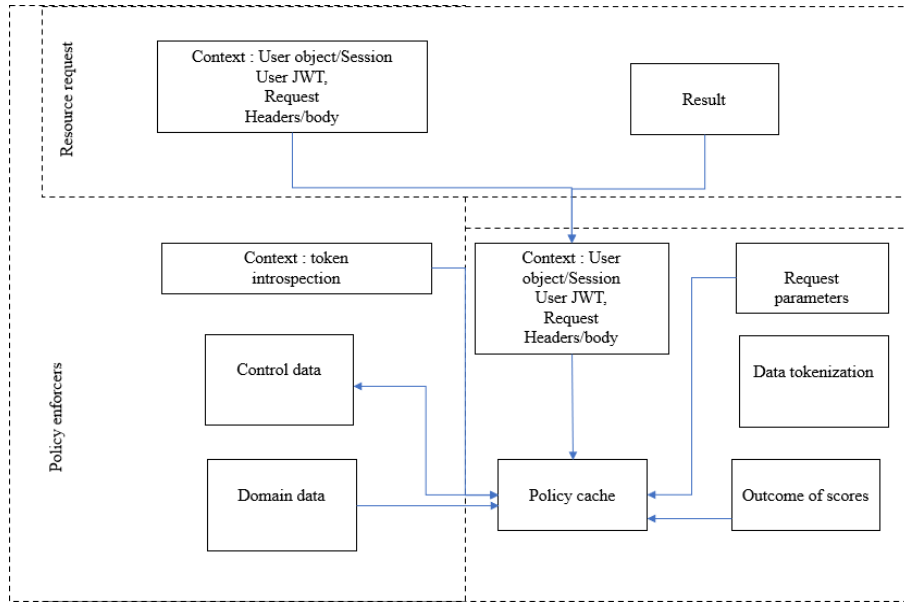 Resource request
Context : User object/Session
User JWT,
Request
Headers/body
Result
Policy enforcers
Context : token
introspection
Context : User
object/Session
User JWT,
Request
Headers/body
Request
parameters
Control data
Data tokenization
Domain data
Policy cache
Outcome of scores